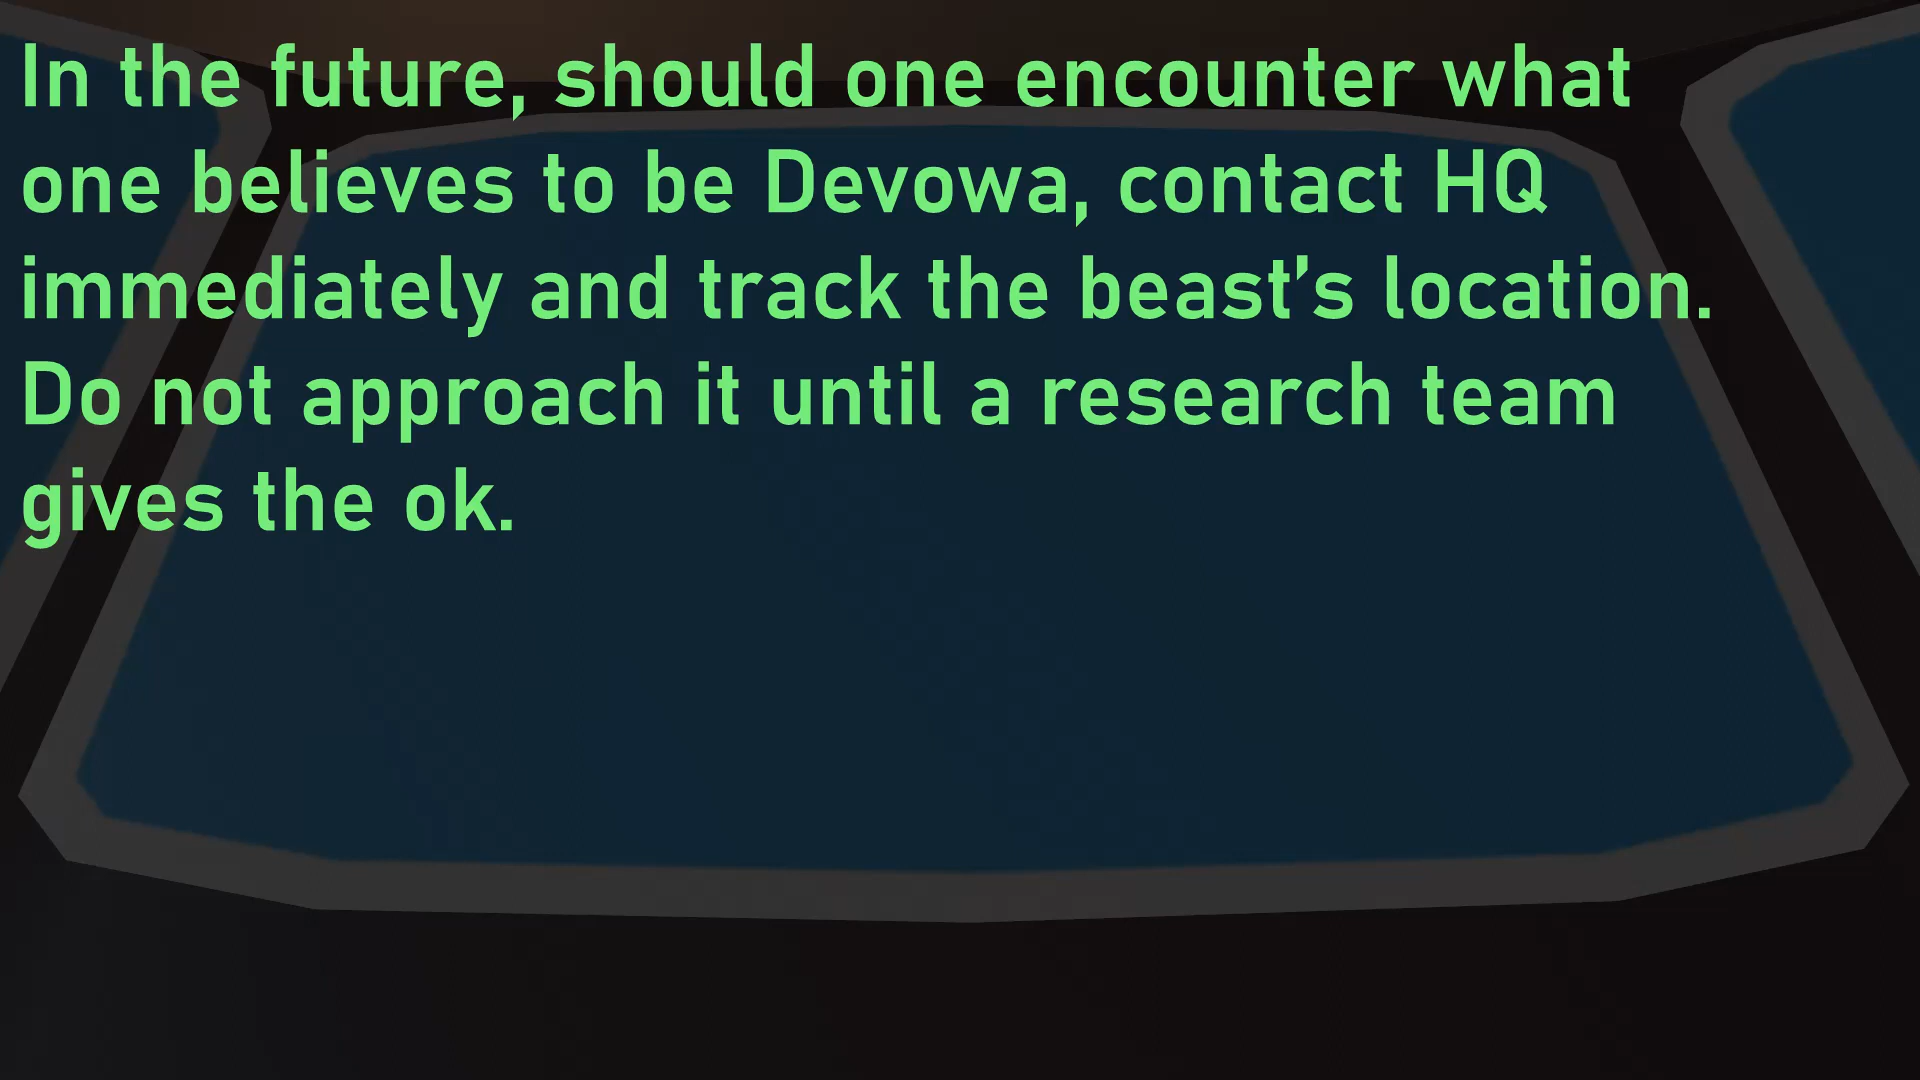 In the future, should one encounter what
one believes to be Devowa, contact HQ
immediately and track the beast’s location.
Do not approach it until a research team
gives the ok.